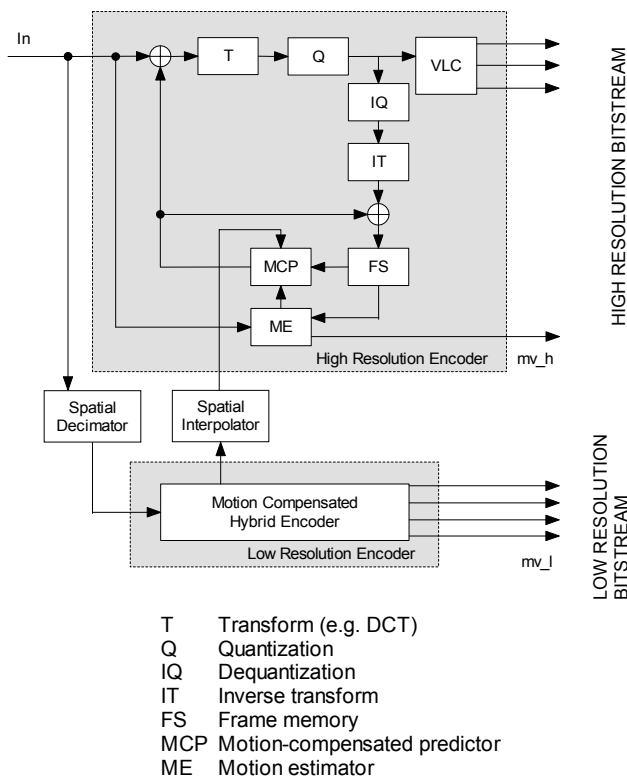 In
T
Q
VLC
IQ
IT
MCP
FS
ME
High Resolution Encoder
mv_h
HIGH RESOLUTION BITSTREAM
Spatial
Decimator
Spatial
Interpolator
Motion Compensated
Hybrid Encoder
Low Resolution Encoder
mv_l
LOW RESOLUTION
BITSTREAM
T Transform (e.g. DCT)
Q Quantization
IQ Dequantization
IT Inverse transform
FS Frame memory
MCP Motion-compensated predictor
ME Motion estimator